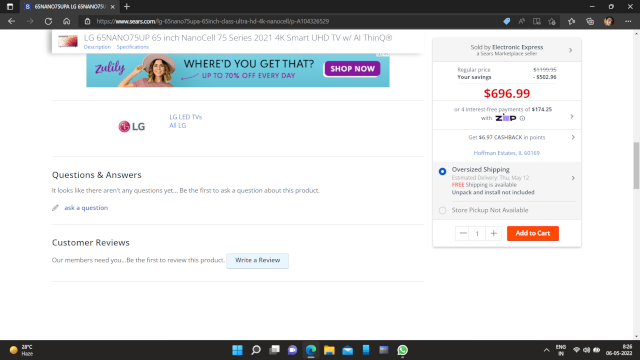 65NANO75UPA LG 65NANO75UP
https://www.sears.com/lg-65nano75upa-65inch-class-ultra-hd-4k-nanocell/p-A104326529
LG 65NANO75UP 65 inch NanoCell 75 Series 2021 4K Smart UHD TV w/ AI ThinQ®
Description Specifications
zulily
WHERE'D YOU GET THAT?
UP TO 70% OFF EVERY DAY
SHOP NOW
LG
LG LED TVs
All LG
Questions & Answers
It looks like there aren't any questions yet... Be the first to ask a question about this product.
ask a question
Customer Reviews
Our members need you...Be the first to review this product.
Write a Review
Sold by Electronic Express
a Sears Marketplace seller
Regular price $1199.95
Your savings - $502.96
$696.99
or 4 interest-free payments of $174.25
with ZIP
Get $6.97 CASHBACK in points
Hoffman Estates, IL 60169
Oversized Shipping
Estimated Delivery: Thu, May 12
FREE Shipping is available
Unpack and install not included
Store Pickup Not Available
1
Add to Cart
28°C
Haze
ENG
IN
8:26
06-05-2022